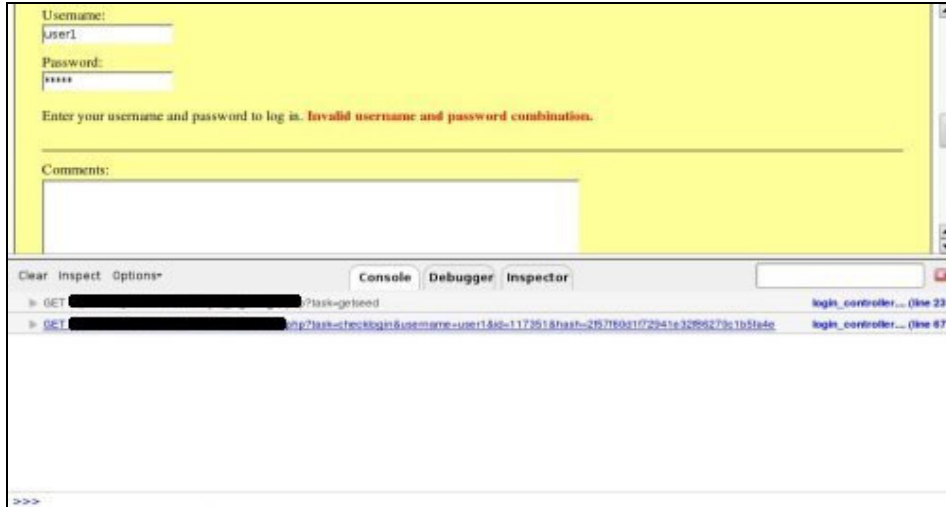 Username:
user1
Password:
*****
Enter your username and password to log in. Invalid username and password combination.
Comments:
Clear Inspect Options
Console Debugger Inspector
GET ?task=getseed login_controller... (line 23
GET php?task=checklogin&username=user1&id=117351&hash= login_controller... (line 67
>>>